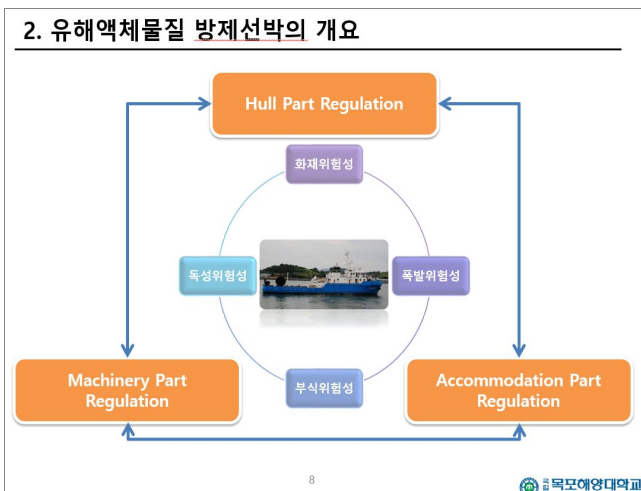 2. 유해액체물질 방제선박의 개요
Hull Part Regulation
화재위험성
독성위험성
폭발위험성
부식위험성
Machinery Part
Regulation
Accommodation Part
Regulation
8
국립 목포해양대학교